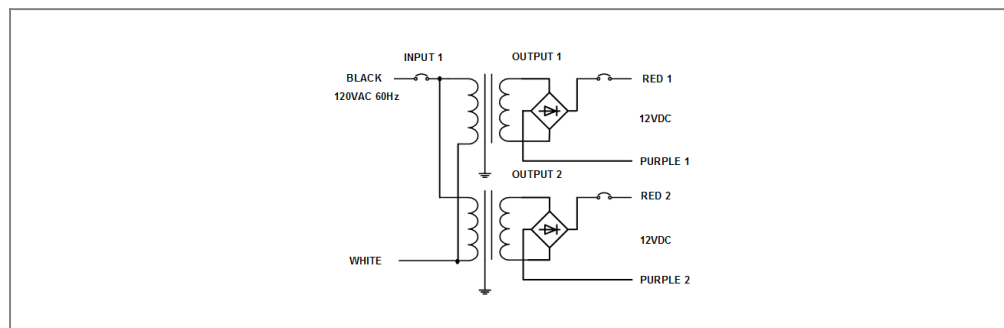 INPUT 1
OUTPUT 1
BLACK
RED 1
120VAC 60Hz
12VDC
PURPLE 1
OUTPUT 2
RED 2
12VDC
WHITE
PURPLE 2